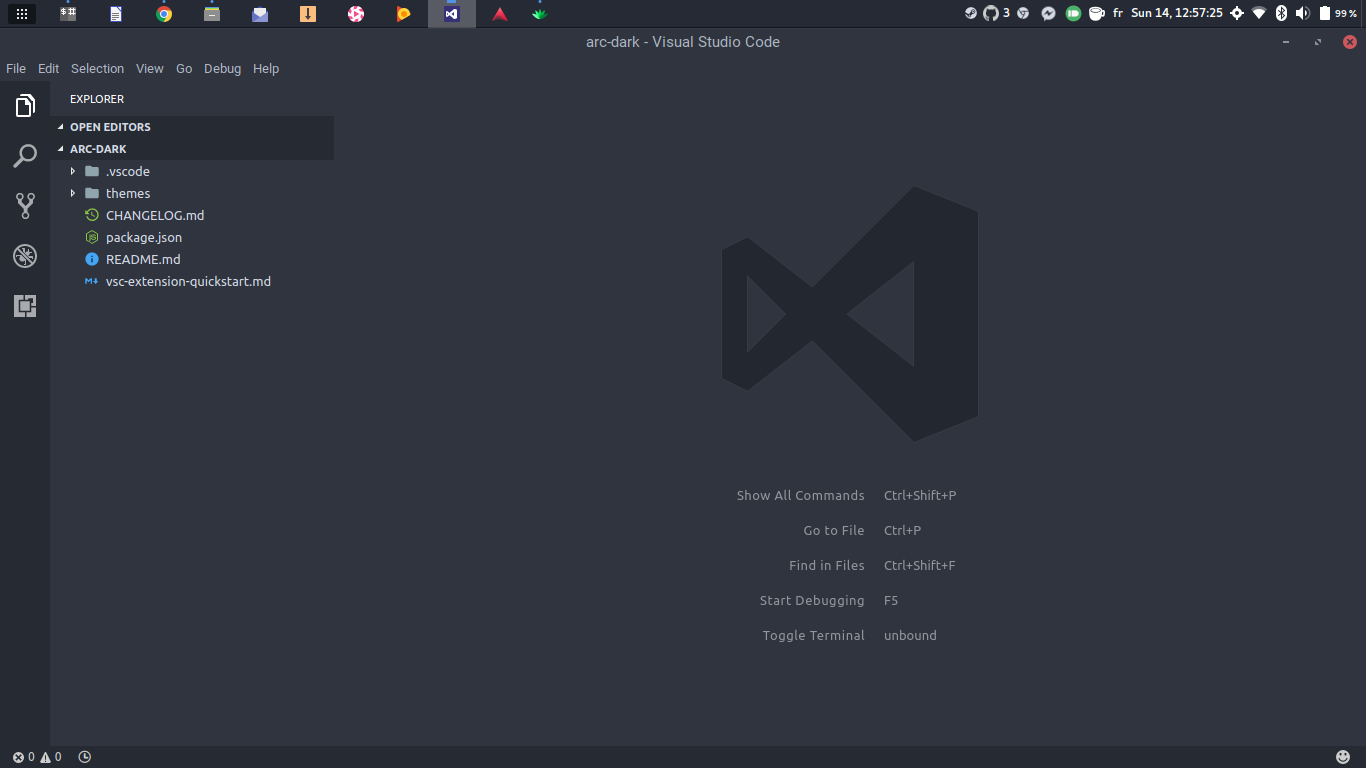 3 fr Sun 14, 12:57:25 99 %
arc-dark - Visual Studio Code
File Edit Selection View Go Debug Help
EXPLORER
OPEN EDITORS
ARC-DARK
.vscode
themes
CHANGELOG.md
package.json
README.md
vsc-extension-quickstart.md
Show All Commands Ctrl+Shift+P
Go to File Ctrl+P
Find in Files Ctrl+Shift+F
Start Debugging F5
Toggle Terminal unbound
0 0